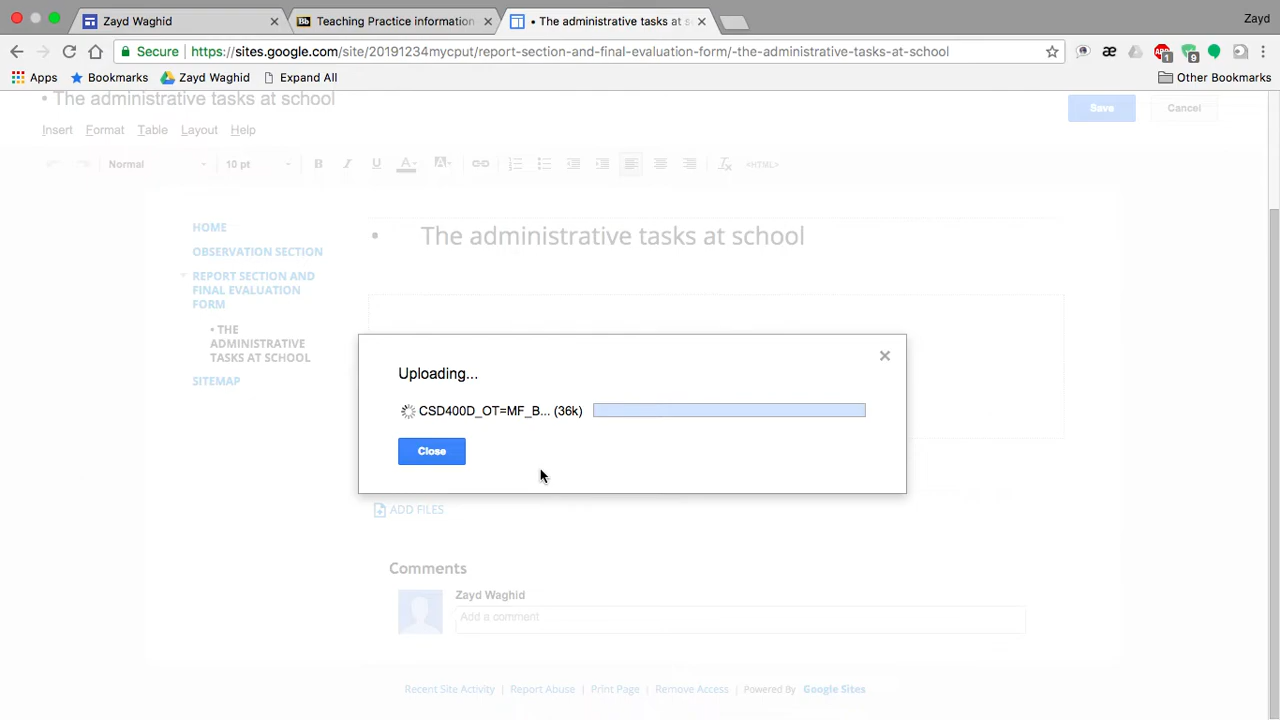 Zayd Waghid
Bb Teaching Practice information
• The administrative tasks at s
Zayd
Secure https://sites.google.com/site/20191234mycput/report-section-and-final-evaluation-form/-the-administrative-tasks-at-school
Apps Bookmarks Zayd Waghid Expand All Other Bookmarks
• The administrative tasks at school
Save Cancel
Insert Format Table Layout Help
Normal 10 pt B I U A A <HTML>
HOME
OBSERVATION SECTION
REPORT SECTION AND
FINAL EVALUATION
FORM
• THE
ADMINISTRATIVE
TASKS AT SCHOOL
SITEMAP
• The administrative tasks at school
Uploading...
CSD400D_OT=MF_B... (36k)
Close
ADD FILES
Comments
Zayd Waghid
Add a comment
Recent Site Activity | Report Abuse | Print Page | Remove Access | Powered By Google Sites